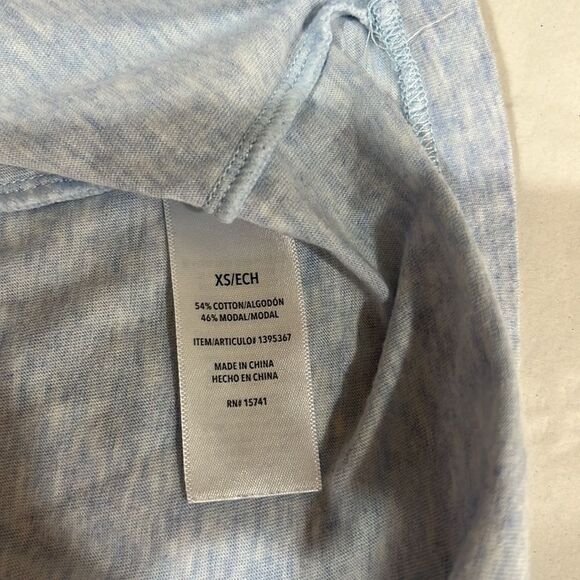 XS/ECH
54% COTTON/ALGODÓN
46% MODAL/MODAL
ITEM/ARTICULO# 1395367
MADE IN CHINA
HECHO EN CHINA
RN# 15741